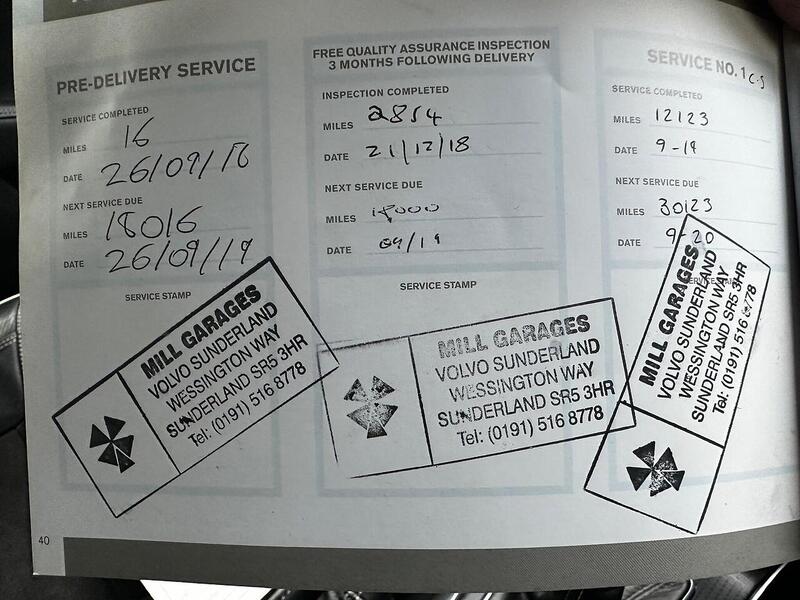 PRE-DELIVERY SERVICE
SERVICE COMPLETED
MILES 16
DATE 26/09/18
NEXT SERVICE DUE
MILES 18016
DATE 26/09/19
SERVICE STAMP
MILL GARAGES
VOLVO SUNDERLAND
WESSINGTON WAY
SUNDERLAND SR5 3HR
Tel: (0191) 516 8778
FREE QUALITY ASSURANCE INSPECTION
3 MONTHS FOLLOWING DELIVERY
INSPECTION COMPLETED
MILES 2854
DATE 21/12/18
NEXT SERVICE DUE
MILES 18000
DATE 09/19
SERVICE STAMP
MILL GARAGES
VOLVO SUNDERLAND
WESSINGTON WAY
SUNDERLAND SR5 3HR
Tel: (0191) 516 8778
SERVICE NO. 1
SERVICE COMPLETED
MILES 12123
DATE 9-19
NEXT SERVICE DUE
MILES 30123
DATE 9-20
MILL GARAGES
VOLVO SUNDERLAND
WESSINGTON WAY
SUNDERLAND SR5 3HR
Tel: (0191) 516 8778
40